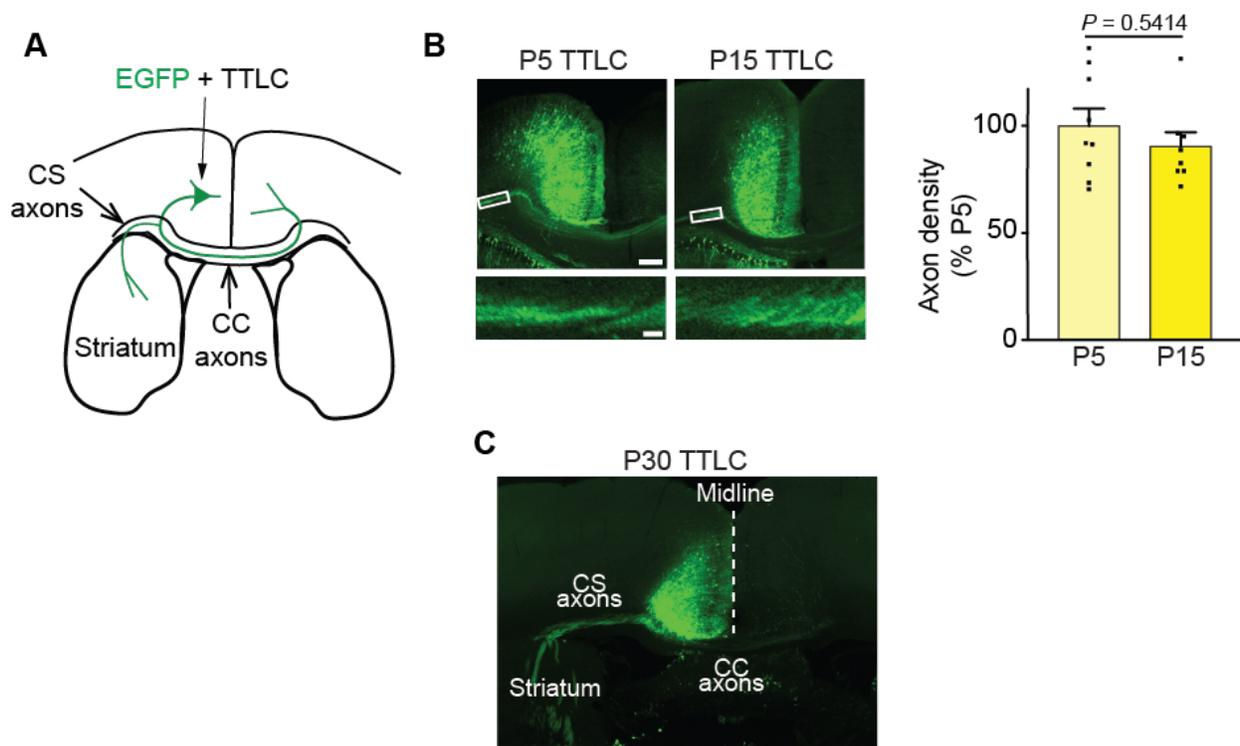 A
EGFP + TTLC
CS
axons
CC
axons
Striatum
B
P5 TTLC
P15 TTLC
P = 0.5414
Axon density
(% P5)
100
50
0
P5
P15
C
P30 TTLC
Midline
CS
axons
CC
axons
Striatum